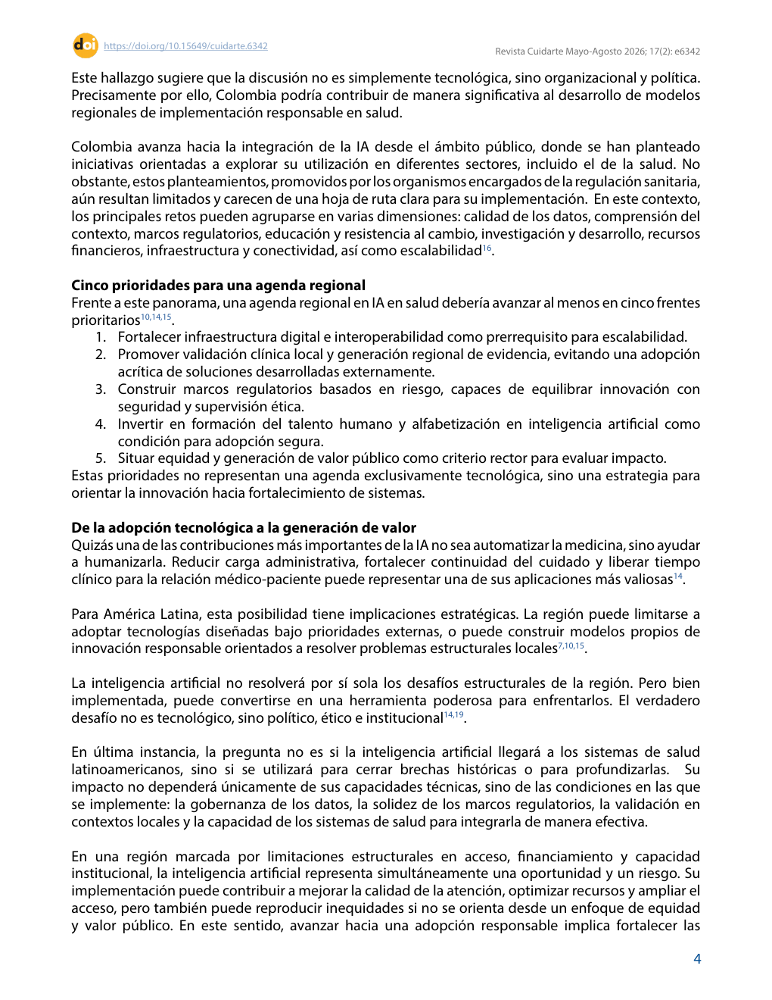 doi https://doi.org/10.15649/cuidarte.6342
Revista Cuidarte Mayo-Agosto 2026; 17(2): e6342
Este hallazgo sugiere que la discusión no es simplemente tecnológica, sino organizacional y política.
Precisamente por ello, Colombia podría contribuir de manera significativa al desarrollo de modelos
regionales de implementación responsable en salud.
Colombia avanza hacia la integración de la IA desde el ámbito público, donde se han planteado
iniciativas orientadas a explorar su utilización en diferentes sectores, incluido el de la salud. No
obstante, estos planteamientos, promovidos por los organismos encargados de la regulación sanitaria,
aún resultan limitados y carecen de una hoja de ruta clara para su implementación. En este contexto,
los principales retos pueden agruparse en varias dimensiones: calidad de los datos, comprensión del
contexto, marcos regulatorios, educación y resistencia al cambio, investigación y desarrollo, recursos
financieros, infraestructura y conectividad, así como escalabilidad16.
Cinco prioridades para una agenda regional
Frente a este panorama, una agenda regional en IA en salud debería avanzar al menos en cinco frentes
prioritarios10,14,15.
1. Fortalecer infraestructura digital e interoperabilidad como prerrequisito para escalabilidad.
2. Promover validación clínica local y generación regional de evidencia, evitando una adopción
acrítica de soluciones desarrolladas externamente.
3. Construir marcos regulatorios basados en riesgo, capaces de equilibrar innovación con
seguridad y supervisión ética.
4. Invertir en formación del talento humano y alfabetización en inteligencia artificial como
condición para adopción segura.
5. Situar equidad y generación de valor público como criterio rector para evaluar impacto.
Estas prioridades no representan una agenda exclusivamente tecnológica, sino una estrategia para
orientar la innovación hacia fortalecimiento de sistemas.
De la adopción tecnológica a la generación de valor
Quizás una de las contribuciones más importantes de la IA no sea automatizar la medicina, sino ayudar
a humanizarla. Reducir carga administrativa, fortalecer continuidad del cuidado y liberar tiempo
clínico para la relación médico-paciente puede representar una de sus aplicaciones más valiosas14.
Para América Latina, esta posibilidad tiene implicaciones estratégicas. La región puede limitarse a
adoptar tecnologías diseñadas bajo prioridades externas, o puede construir modelos propios de
innovación responsable orientados a resolver problemas estructurales locales7,10,15.
La inteligencia artificial no resolverá por sí sola los desafíos estructurales de la región. Pero bien
implementada, puede convertirse en una herramienta poderosa para enfrentarlos. El verdadero
desafío no es tecnológico, sino político, ético e institucional14,19.
En última instancia, la pregunta no es si la inteligencia artificial llegará a los sistemas de salud
latinoamericanos, sino si se utilizará para cerrar brechas históricas o para profundizarlas. Su
impacto no dependerá únicamente de sus capacidades técnicas, sino de las condiciones en las que
se implemente: la gobernanza de los datos, la solidez de los marcos regulatorios, la validación en
contextos locales y la capacidad de los sistemas de salud para integrarla de manera efectiva.
En una región marcada por limitaciones estructurales en acceso, financiamiento y capacidad
institucional, la inteligencia artificial representa simultáneamente una oportunidad y un riesgo. Su
implementación puede contribuir a mejorar la calidad de la atención, optimizar recursos y ampliar el
acceso, pero también puede reproducir inequidades si no se orienta desde un enfoque de equidad
y valor público. En este sentido, avanzar hacia una adopción responsable implica fortalecer las
4